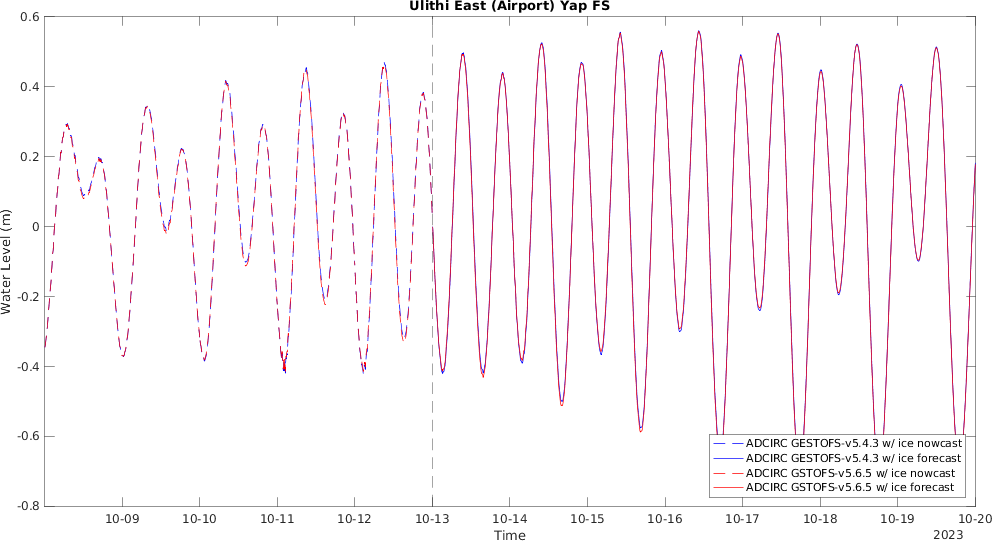 Ulithi East (Airport) Yap FS
Water Level (m)
0.6
0.4
0.2
0
-0.2
-0.4
-0.6
-0.8
10-09 10-10 10-11 10-12 10-13 10-14 10-15 10-16 10-17 10-18 10-19 10-20
Time
2023
ADCIRC GESTOFS-v5.4.3 w/ ice nowcast
ADCIRC GESTOFS-v5.4.3 w/ ice forecast
ADCIRC GSTOFS-v5.6.5 w/ ice nowcast
ADCIRC GSTOFS-v5.6.5 w/ ice forecast